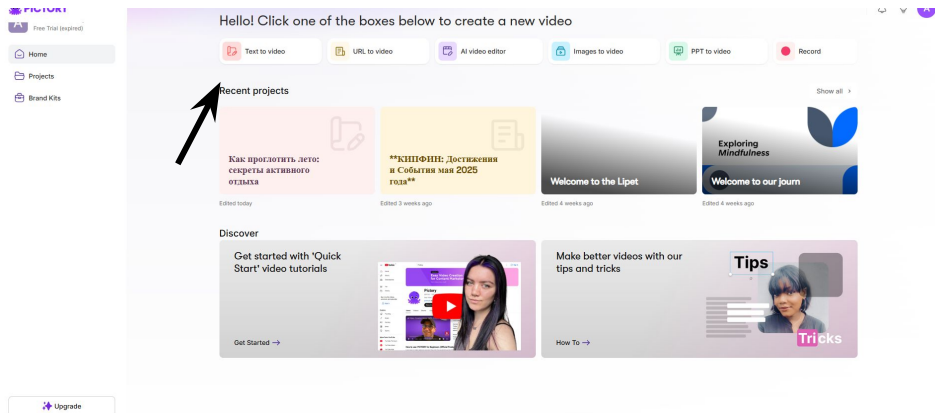 PICTORY
Free Trial (expired)
Home
Projects
Brand Kits
Upgrade
Hello! Click one of the boxes below to create a new video
Text to video
URL to video
AI video editor
Images to video
PPT to video
Record
Recent projects
Show all >
Как проглотить лето:
секреты активного
отдыха
Edited today
**КИПФИН: Достижения
и События мая 2025
года**
Edited 3 weeks ago
Welcome to the Lipet
Edited 4 weeks ago
Exploring
Mindfulness
Welcome to our journ
Edited 4 weeks ago
Discover
Get started with 'Quick
Start' video tutorials
Get Started →
Make better videos with our
tips and tricks
How To →
Tips
Tricks